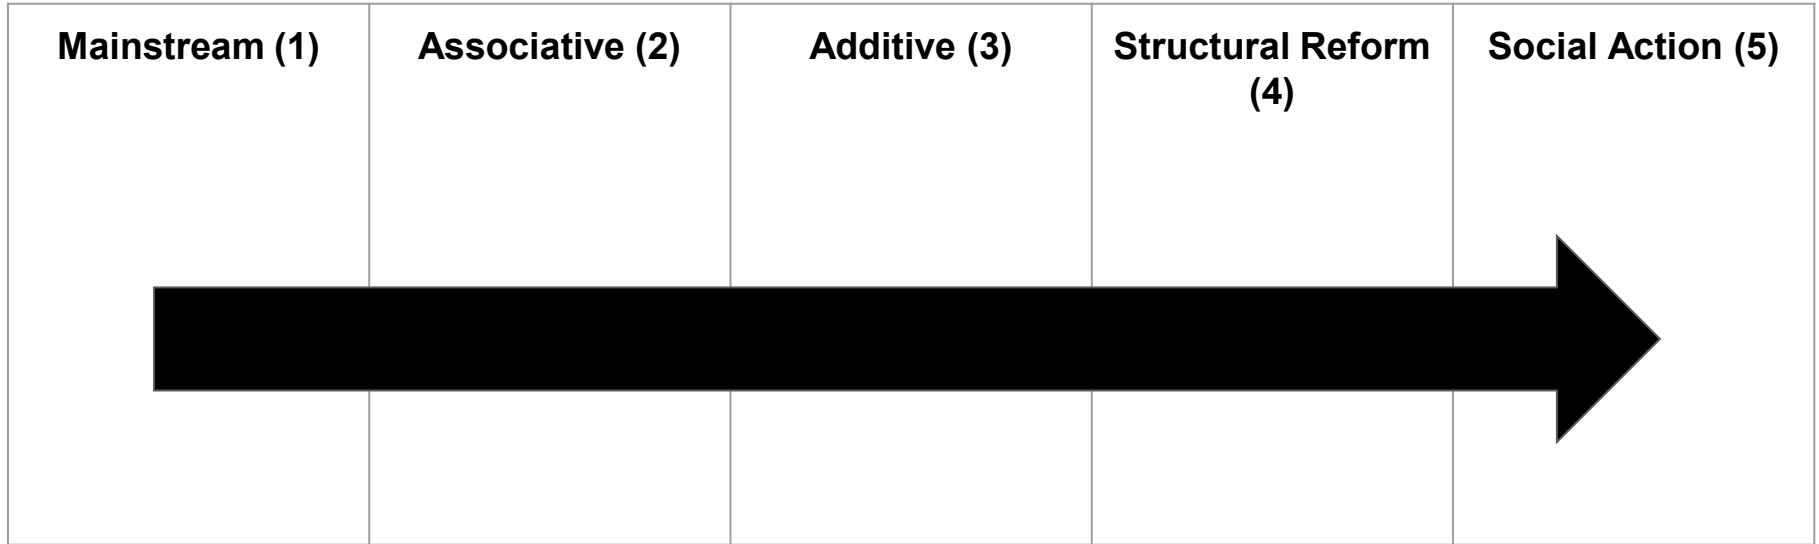 Mainstream (1)
Associative (2)
Additive (3)
Structural Reform
(4)
Social Action (5)